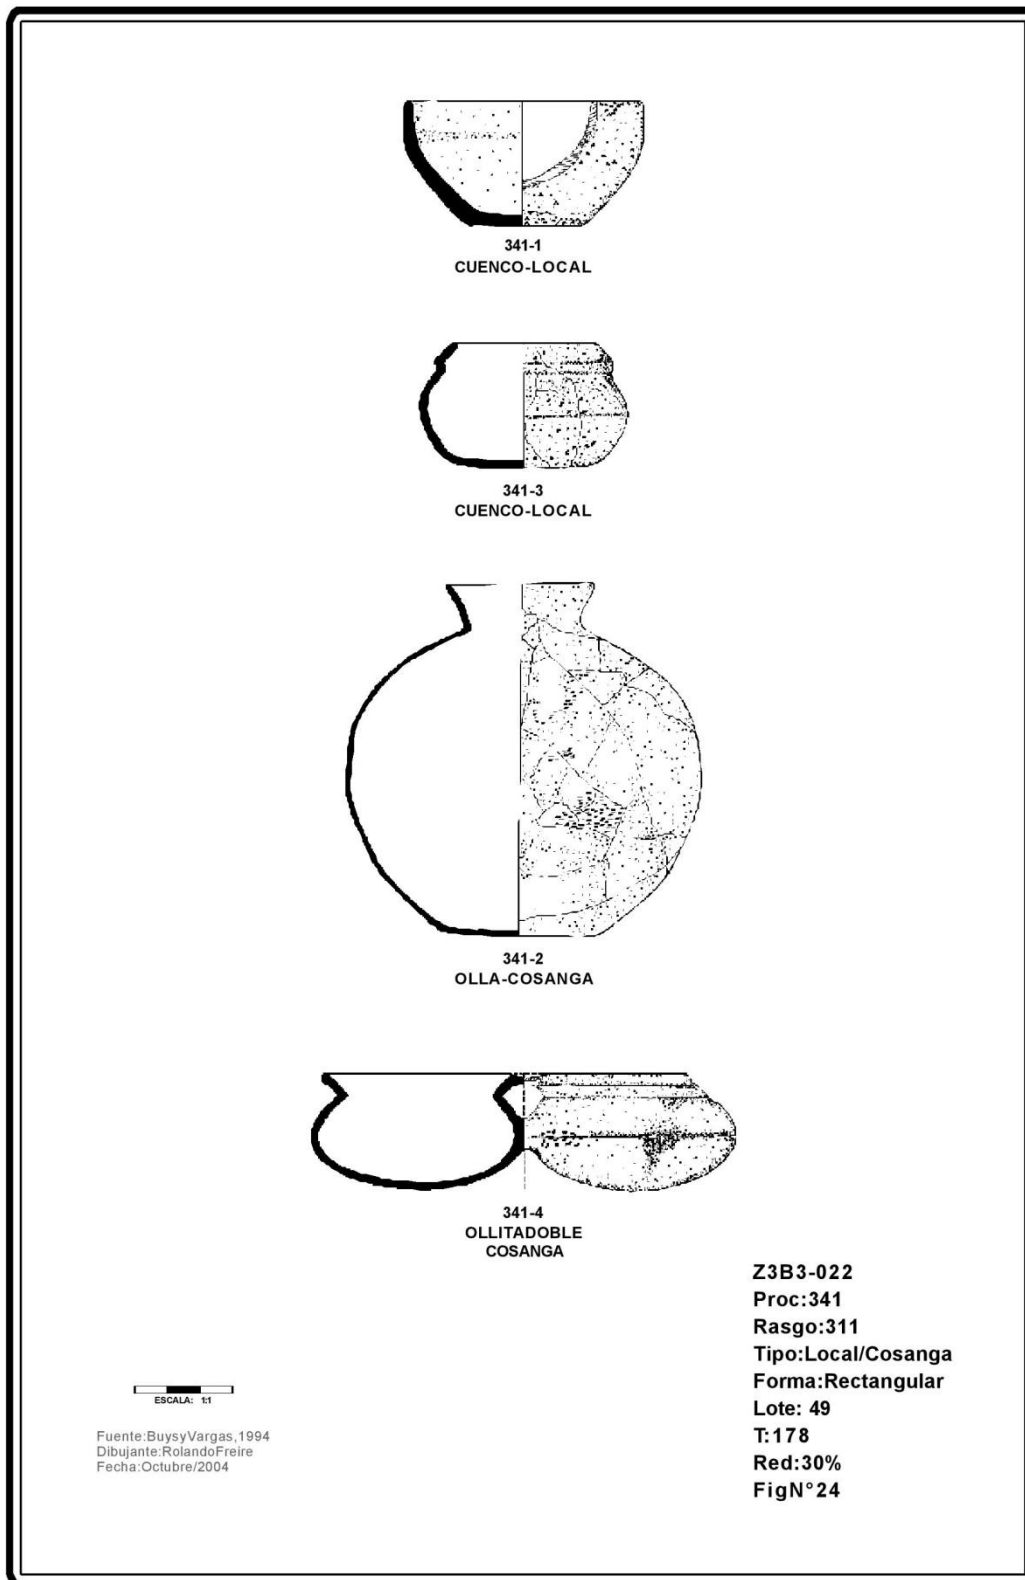 341-1
CUENCO-LOCAL
341-3
CUENCO-LOCAL
341-2
OLLA-COSANGA
341-4
OLLITADOBLE
COSANGA
Z3B3-022
Proc:341
Rasgo:311
Tipo:Local/Cosanga
Forma:Rectangular
Lote: 49
T:178
Red:30%
FigN°24
ESCALA: 1:1
Fuente:BuysyVargas,1994
Dibujante:RolandoFreire
Fecha:Octubre/2004